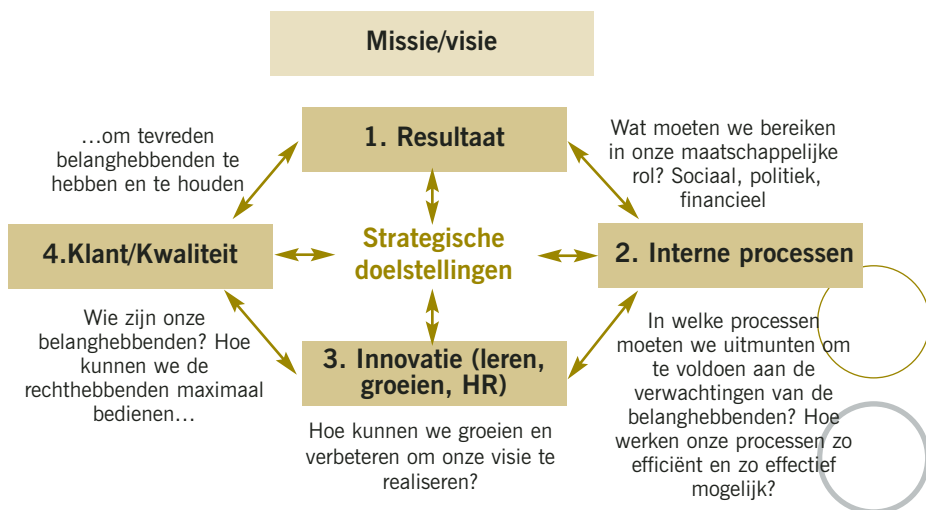 Missie/visie
1. Resultaat
…om tevreden
belanghebbenden te
hebben en te houden
Wat moeten we bereiken
in onze maatschappelijke
rol? Sociaal, politiek,
financieel
4.Klant/Kwaliteit
Strategische
doelstellingen
2. Interne processen
Wie zijn onze
belanghebbenden? Hoe
kunnen we de
rechthebbenden maximaal
bedienen…
3. Innovatie (leren,
groeien, HR)
Hoe kunnen we groeien en
verbeteren om onze visie te
realiseren?
In welke processen
moeten we uitmunten om
te voldoen aan de
verwachtingen van de
belanghebbenden? Hoe
werken onze processen zo
efficiënt en zo effectief
mogelijk?